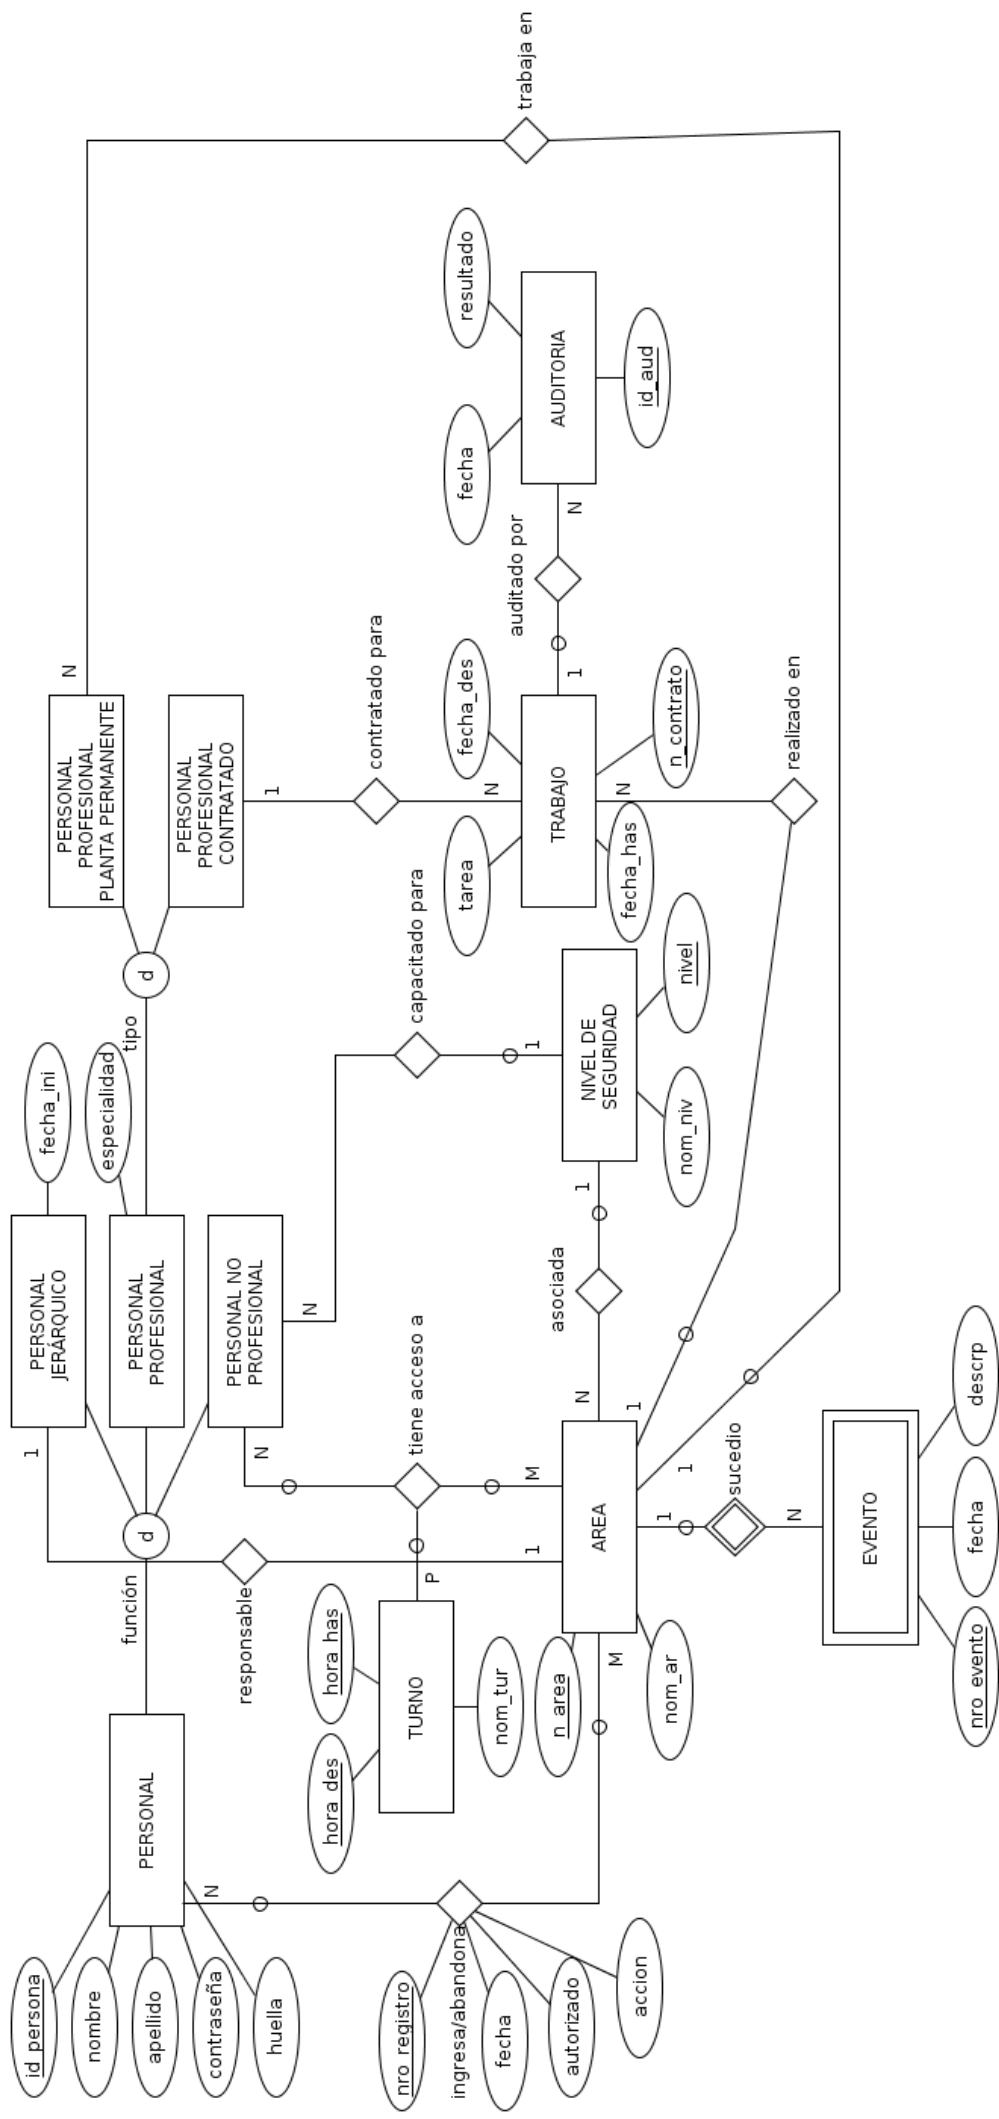 id_persona
nombre
apellido
contraseña
huella
PERSONAL
N
función
d
1
PERSONAL
JERÁRQUICO
fecha_ini
PERSONAL
PROFESIONAL
especialidad
PERSONAL NO
PROFESIONAL
N
N
tipo
d
PERSONAL
PROFESIONAL
PLANTA PERMANENTE
N
PERSONAL
PROFESIONAL
CONTRATADO
1
trabaja en
responsable
hora_des
hora_has
TURNO
nom_tur
P
tiene acceso a
M
1
capacitado para
1
contratado para
nro_registro
ingresa/abandona
fecha
autorizado
accion
n_area
nom_ar
M
AREA
N
1
1
1
asociada
1
NIVEL DE
SEGURIDAD
nom_niv
nivel
tarea
fecha_des
N
TRABAJO
N
fecha_has
n_contrato
1
auditado por
N
fecha
resultado
AUDITORIA
id_aud
realizado en
sucedio
N
EVENTO
nro_evento
fecha
descrp